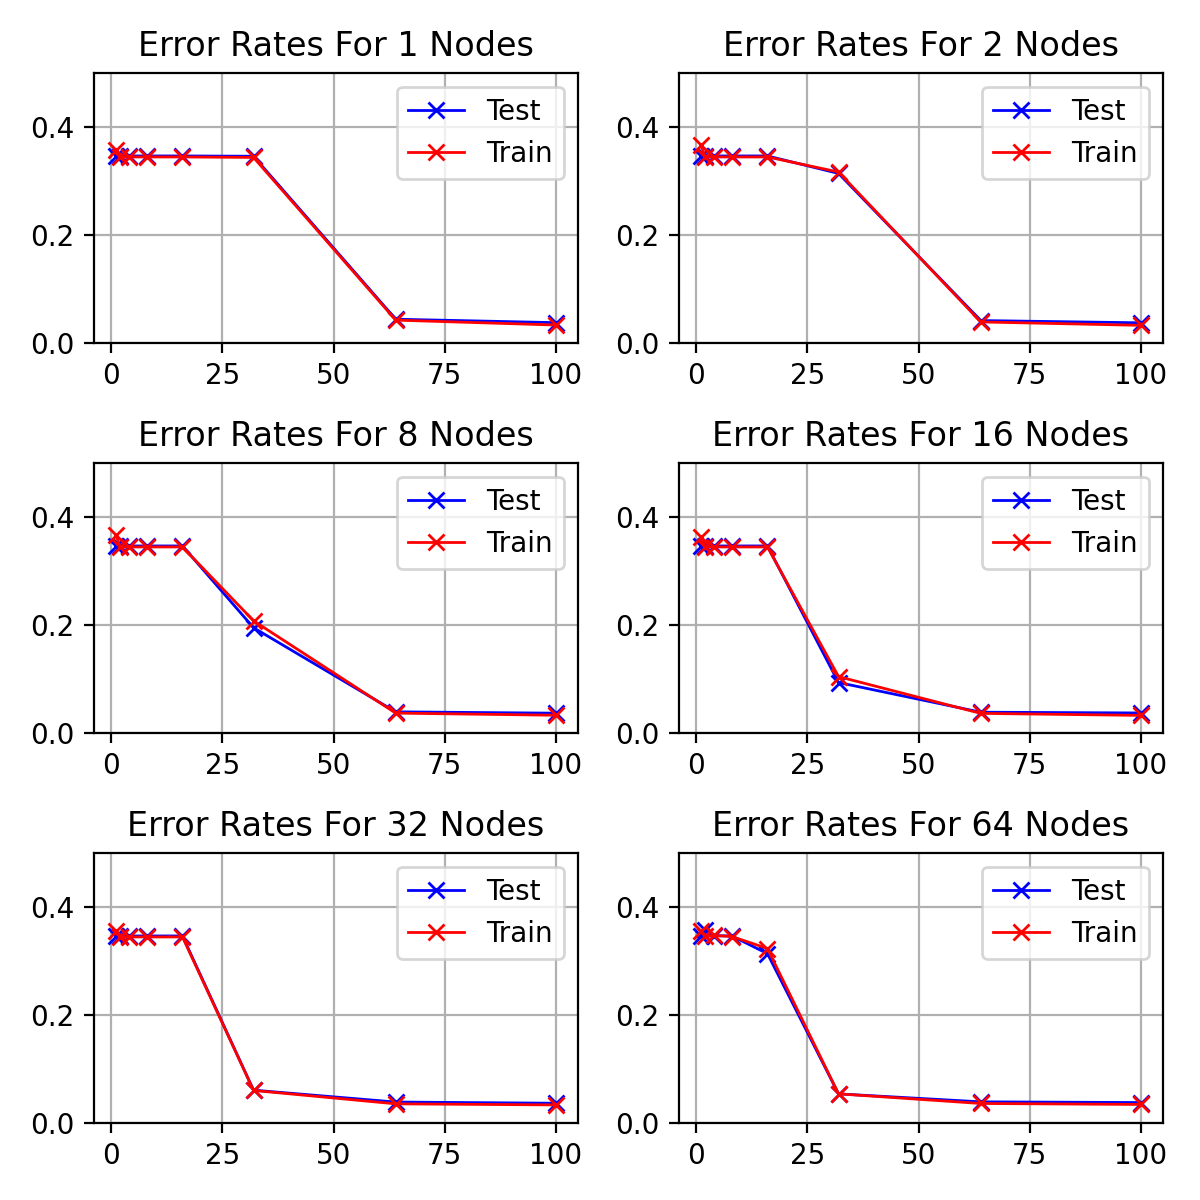 Error Rates For 1 Nodes
Test
Train
0.4
0.2
0.0
0 25 50 75 100
Error Rates For 2 Nodes
Test
Train
0.4
0.2
0.0
0 25 50 75 100
Error Rates For 8 Nodes
Test
Train
0.4
0.2
0.0
0 25 50 75 100
Error Rates For 16 Nodes
Test
Train
0.4
0.2
0.0
0 25 50 75 100
Error Rates For 32 Nodes
Test
Train
0.4
0.2
0.0
0 25 50 75 100
Error Rates For 64 Nodes
Test
Train
0.4
0.2
0.0
0 25 50 75 100